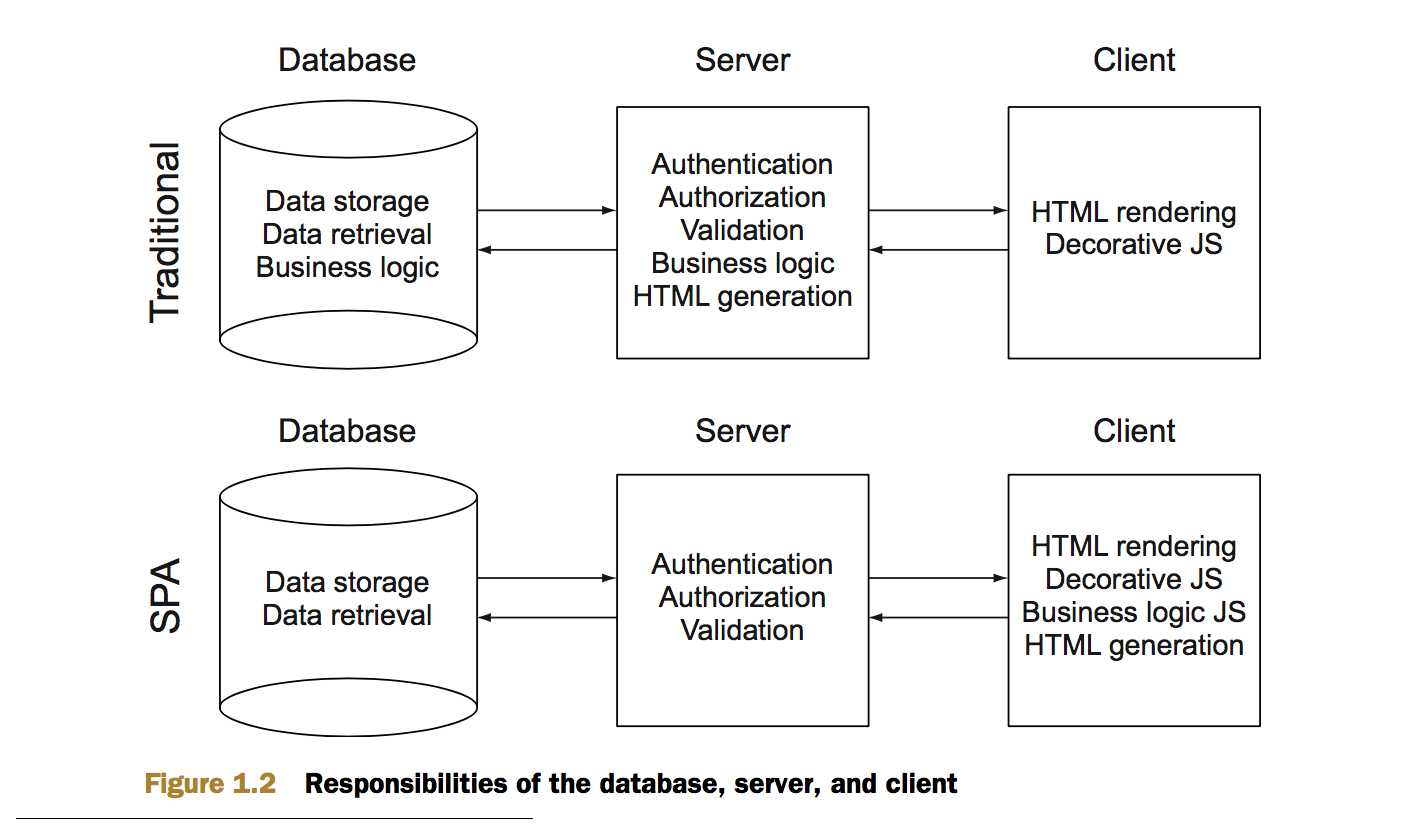 Database
Server
Client
Traditional
Data storage
Data retrieval
Business logic
Authentication
Authorization
Validation
Business logic
HTML generation
HTML rendering
Decorative JS
Database
Server
Client
SPA
Data storage
Data retrieval
Authentication
Authorization
Validation
HTML rendering
Decorative JS
Business logic JS
HTML generation
Figure 1.2 Responsibilities of the database, server, and client